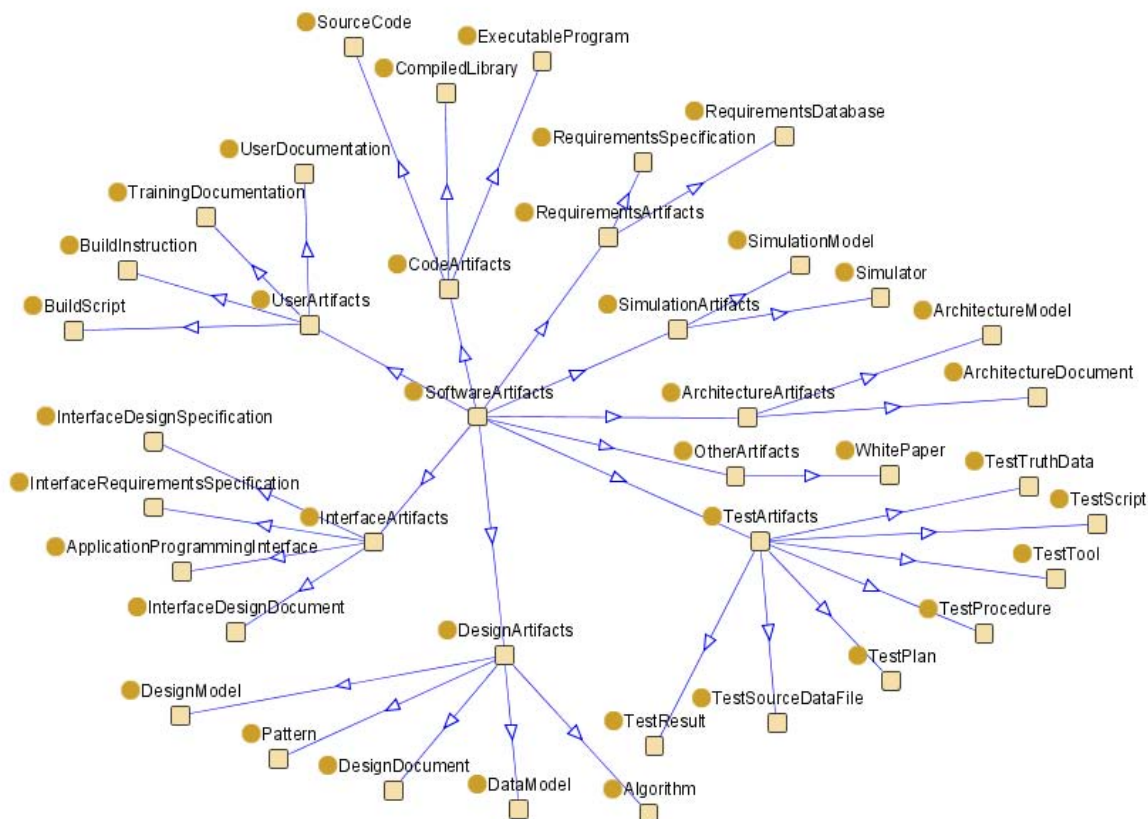 SourceCode
ExecutableProgram
CompiledLibrary
RequirementsDatabase
RequirementsSpecification
UserDocumentation
TrainingDocumentation
RequirementsArtifacts
BuildInstruction
SimulationModel
CodeArtifacts
Simulator
UserArtifacts
BuildScript
SimulationArtifacts
ArchitectureModel
ArchitectureDocument
SoftwareArtifacts
ArchitectureArtifacts
InterfaceDesignSpecification
OtherArtifacts
WhitePaper
TestTruthData
InterfaceRequirementsSpecification
TestScript
InterfaceArtifacts
TestArtifacts
ApplicationProgrammingInterface
TestTool
InterfaceDesignDocument
TestProcedure
DesignArtifacts
TestPlan
DesignModel
TestSourceDataFile
TestResult
Pattern
DesignDocument
DataModel
Algorithm